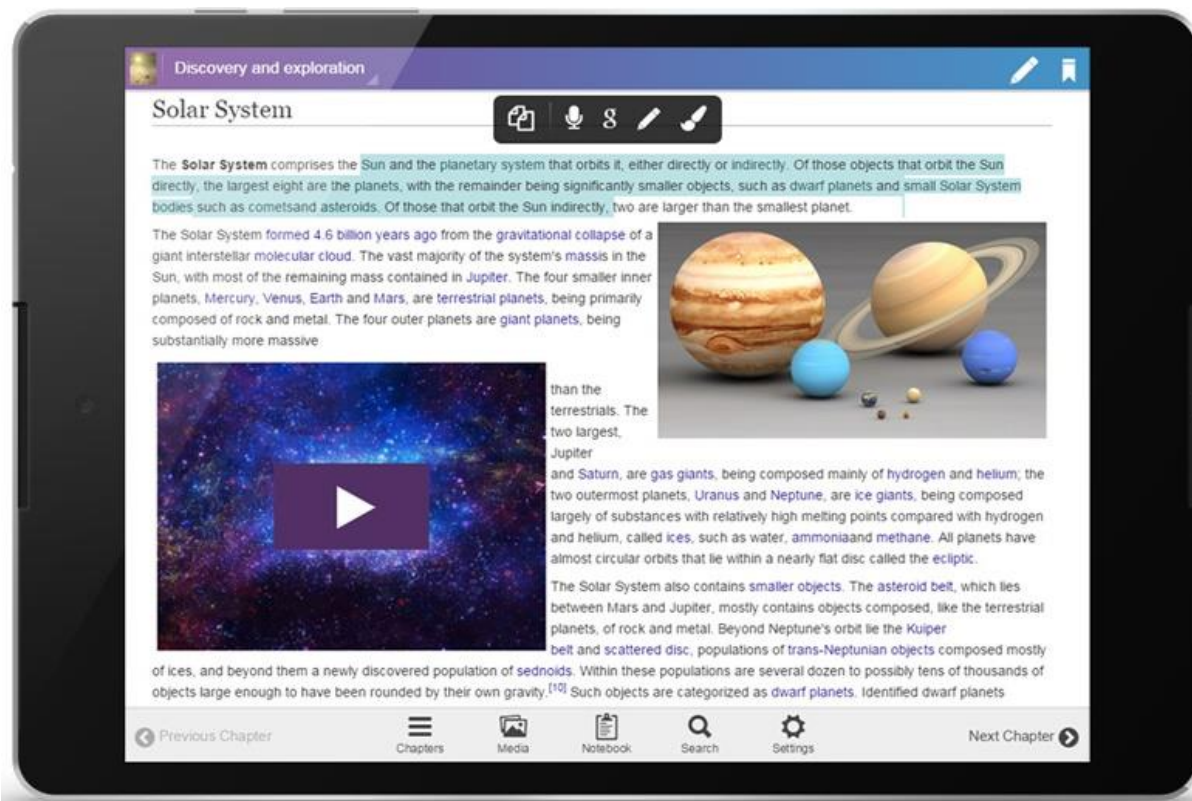 Discovery and exploration
Solar System
g
The Solar System comprises the Sun and the planetary system that orbits it, either directly or indirectly. Of those objects that orbit the Sun
directly, the largest eight are the planets, with the remainder being significantly smaller objects, such as dwarf planets and small Solar System
bodies such as cometsand asteroids. Of those that orbit the Sun indirectly, two are larger than the smallest planet.
The Solar System formed 4.6 billion years ago from the gravitational collapse of a
giant interstellar molecular cloud. The vast majority of the system's massis in the
Sun, with most of the remaining mass contained in Jupiter. The four smaller inner
planets, Mercury, Venus, Earth and Mars, are terrestrial planets, being primarily
composed of rock and metal. The four outer planets are giant planets, being
substantially more massive
than the
terrestrials. The
two largest,
Jupiter
and Saturn, are gas giants, being composed mainly of hydrogen and helium; the
two outermost planets, Uranus and Neptune, are ice giants, being composed
largely of substances with relatively high melting points compared with hydrogen
and helium, called ices, such as water, ammoniaand methane. All planets have
almost circular orbits that lie within a nearly flat disc called the ecliptic.
The Solar System also contains smaller objects. The asteroid belt, which lies
between Mars and Jupiter, mostly contains objects composed, like the terrestrial
planets, of rock and metal. Beyond Neptune's orbit lie the Kuiper
belt and scattered disc, populations of trans-Neptunian objects composed mostly
of ices, and beyond them a newly discovered population of sednoids. Within these populations are several dozen to possibly tens of thousands of
objects large enough to have been rounded by their own gravity.[10] Such objects are categorized as dwarf planets. Identified dwarf planets
Previous Chapter
Chapters
Media
Notebook
Search
Settings
Next Chapter